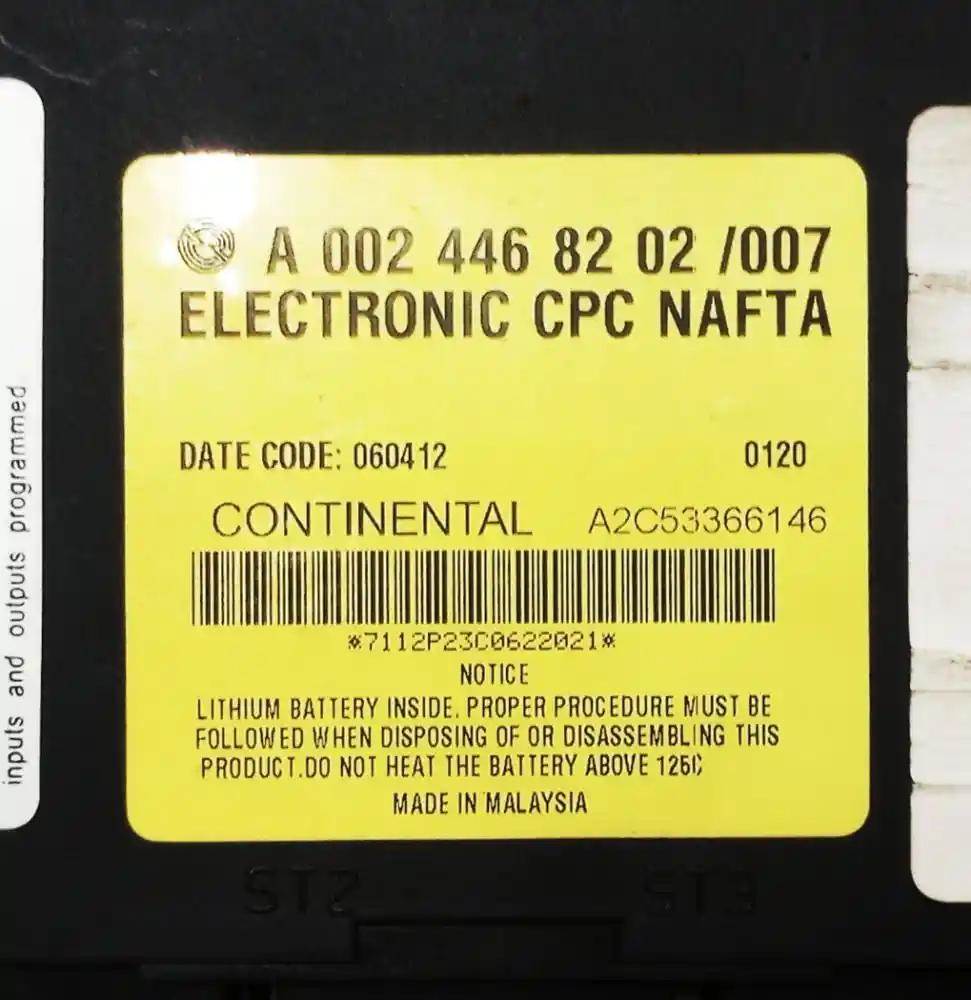 inputs and outputs programmed
A 002 446 82 02 /007
ELECTRONIC CPC NAFTA
DATE CODE: 060412 0120
CONTINENTAL A2C53366146
*7112P23C0622021*
NOTICE
LITHIUM BATTERY INSIDE. PROPER PROCEDURE MUST BE
FOLLOWED WHEN DISPOSING OF OR DISASSEMBLING THIS
PRODUCT.DO NOT HEAT THE BATTERY ABOVE 125C
MADE IN MALAYSIA
ST2 ST3